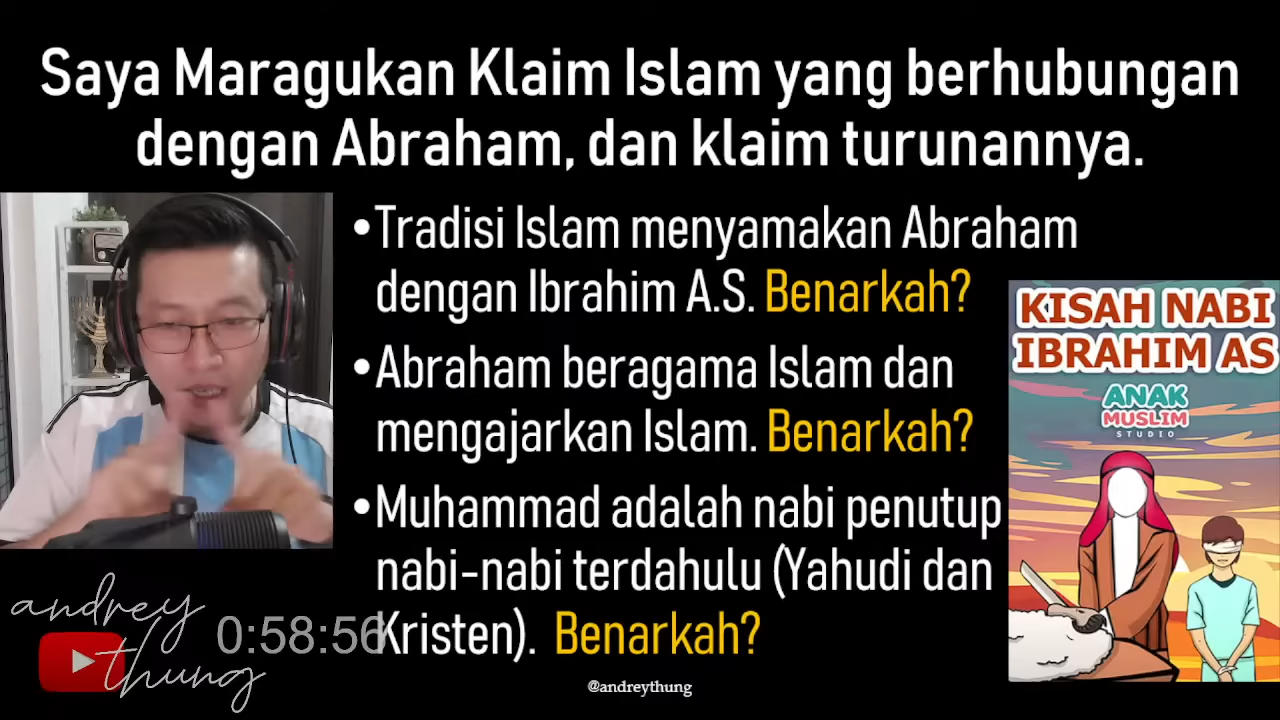 Saya Maragukan Klaim Islam yang berhubungan
dengan Abraham, dan klaim turunannya.
•Tradisi Islam menyamakan Abraham
dengan Ibrahim A.S. Benarkah?
•Abraham beragama Islam dan
mengajarkan Islam. Benarkah?
•Muhammad adalah nabi penutup
nabi-nabi terdahulu (Yahudi dan
Kristen). Benarkah?
KISAH NABI
IBRAHIM AS
ANAK
MUSLIM
STUDIO
andrey
thung
0:58:56
@andreythung